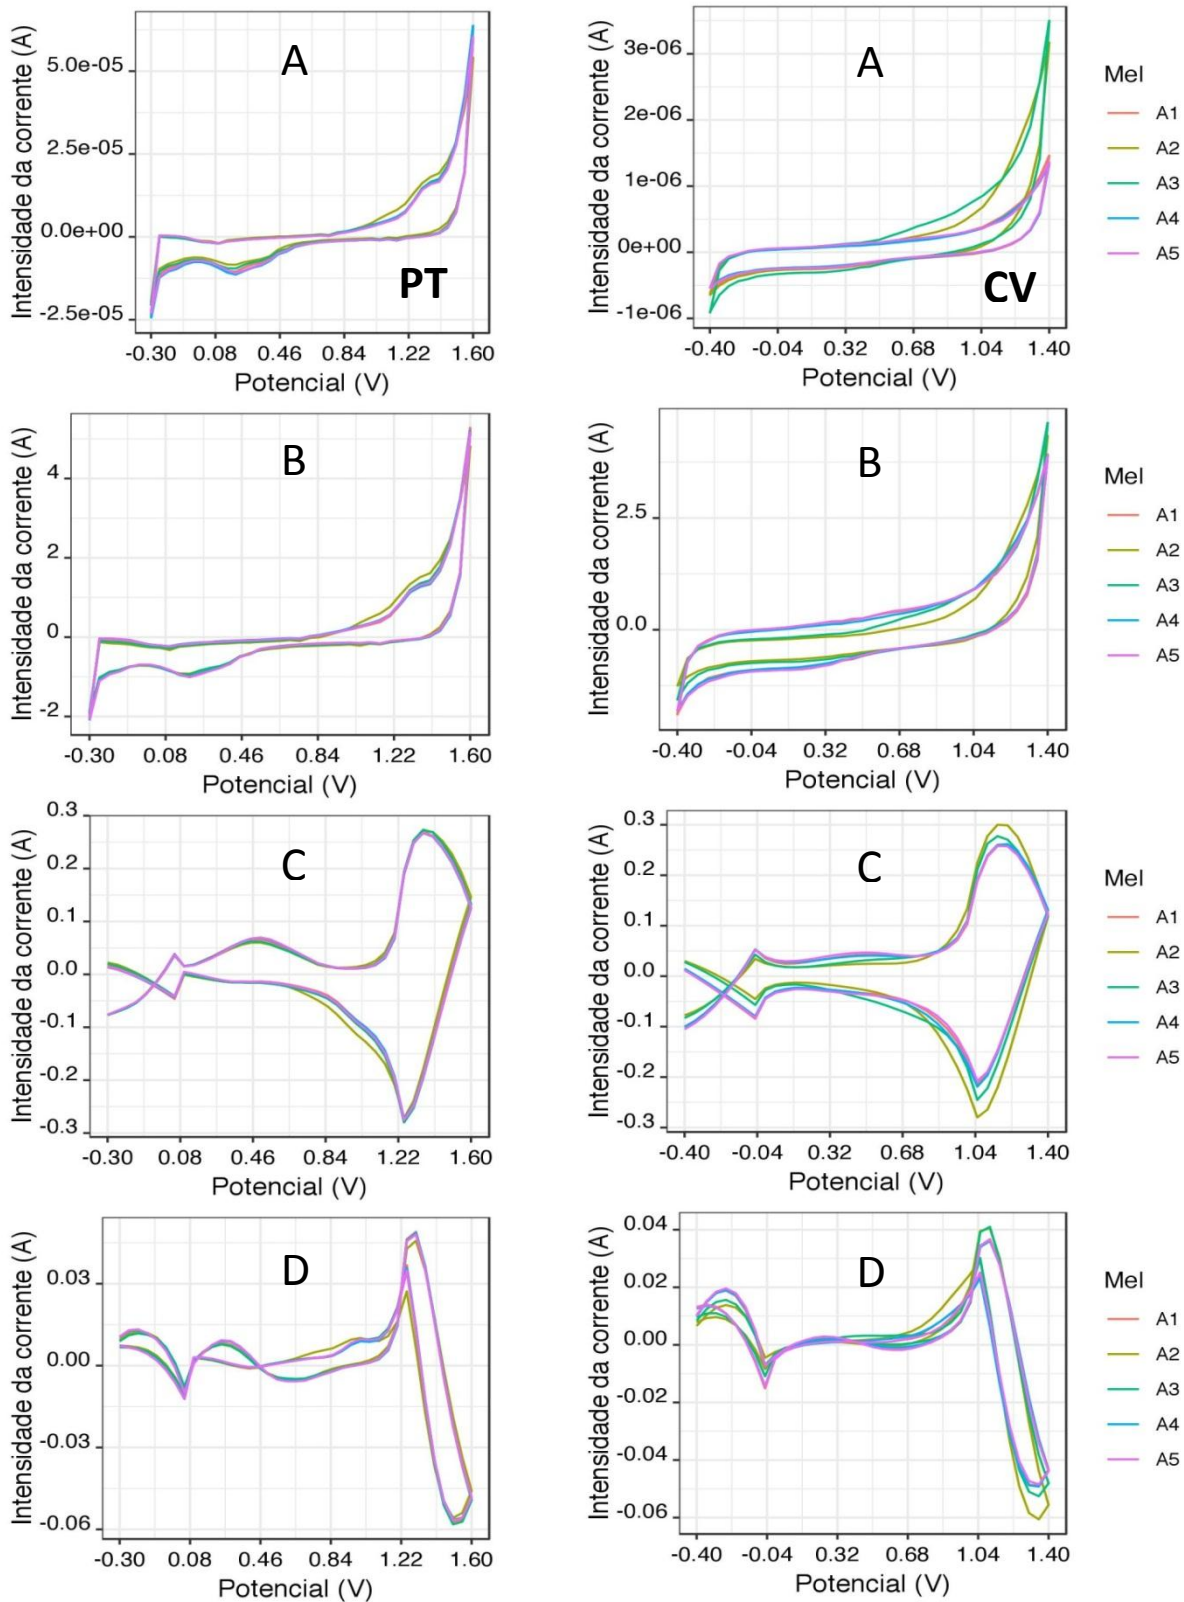 A
Intensidade da corrente (A)
5.0e-05
2.5e-05
0.0e+00
-2.5e-05
PT
-0.30 0.08 0.46 0.84 1.22 1.60
Potencial (V)
A
Intensidade da corrente (A)
3e-06
2e-06
1e-06
0e+00
-1e-06
CV
-0.40 -0.04 0.32 0.68 1.04 1.40
Potencial (V)
Mel
A1
A2
A3
A4
A5
B
Intensidade da corrente (A)
4
2
0
-2
-0.30 0.08 0.46 0.84 1.22 1.60
Potencial (V)
B
Intensidade da corrente (A)
2.5
0.0
-0.40 -0.04 0.32 0.68 1.04 1.40
Potencial (V)
Mel
A1
A2
A3
A4
A5
C
Intensidade da corrente (A)
0.3
0.2
0.1
0.0
-0.1
-0.2
-0.3
-0.30 0.08 0.46 0.84 1.22 1.60
Potencial (V)
C
Intensidade da corrente (A)
0.3
0.2
0.1
0.0
-0.1
-0.2
-0.3
-0.40 -0.04 0.32 0.68 1.04 1.40
Potencial (V)
Mel
A1
A2
A3
A4
A5
D
Intensidade da corrente (A)
0.03
0.00
-0.03
-0.06
-0.30 0.08 0.46 0.84 1.22 1.60
Potencial (V)
D
Intensidade da corrente (A)
0.04
0.02
0.00
-0.02
-0.04
-0.06
-0.40 -0.04 0.32 0.68 1.04 1.40
Potencial (V)
Mel
A1
A2
A3
A4
A5